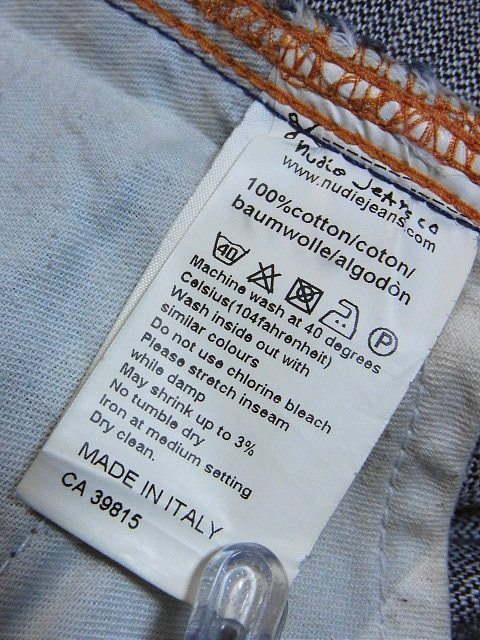 nudie jeans co
www.nudiejeans.com
100%cotton/coton/
baumwolle/algodòn
40 P
Machine wash at 40 degrees
Celsius(104fahrenheit)
Wash inside out with
similar colours
Do not use chlorine bleach
Please stretch inseam
while damp
May shrink up to 3%
No tumble dry
Iron at medium setting
Dry clean.
MADE IN ITALY
CA 39815